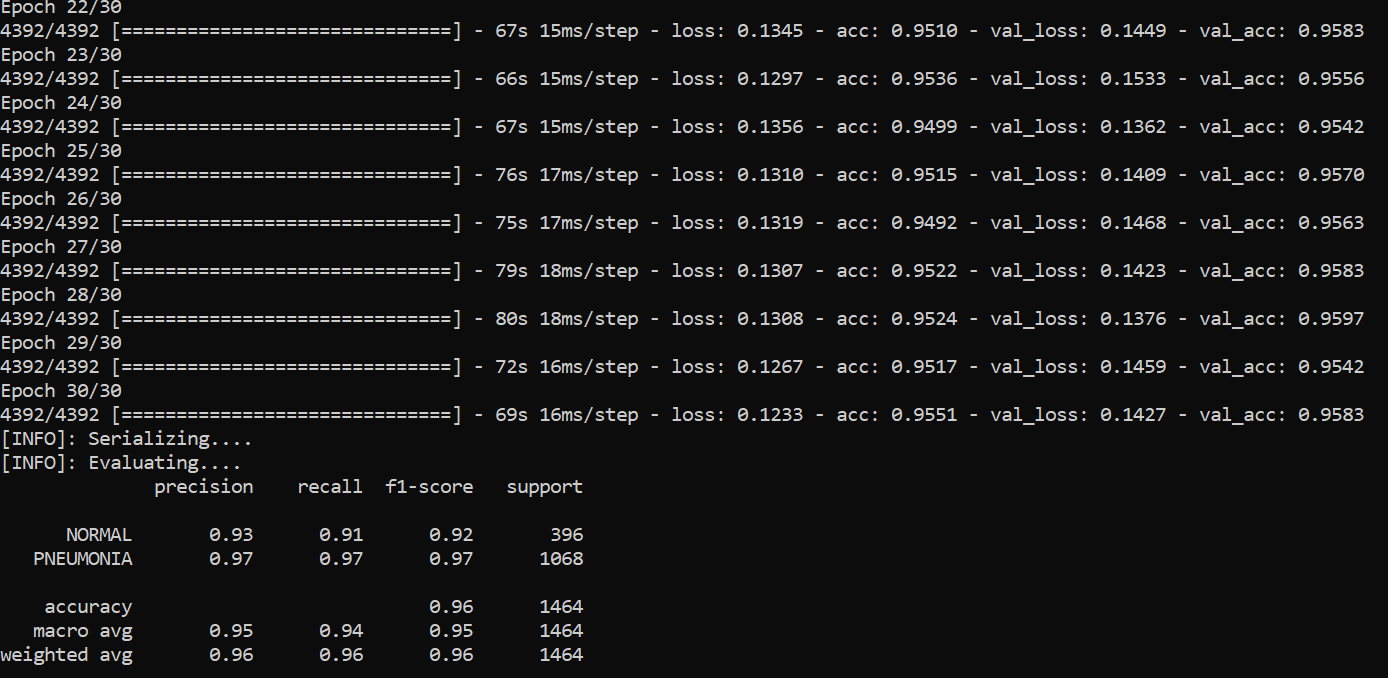 Epoch 22/30
4392/4392 [==============================] - 67s 15ms/step - loss: 0.1345 - acc: 0.9510 - val_loss: 0.1449 - val_acc: 0.9583
Epoch 23/30
4392/4392 [==============================] - 66s 15ms/step - loss: 0.1297 - acc: 0.9536 - val_loss: 0.1533 - val_acc: 0.9556
Epoch 24/30
4392/4392 [==============================] - 67s 15ms/step - loss: 0.1356 - acc: 0.9499 - val_loss: 0.1362 - val_acc: 0.9542
Epoch 25/30
4392/4392 [==============================] - 76s 17ms/step - loss: 0.1310 - acc: 0.9515 - val_loss: 0.1409 - val_acc: 0.9570
Epoch 26/30
4392/4392 [==============================] - 75s 17ms/step - loss: 0.1319 - acc: 0.9492 - val_loss: 0.1468 - val_acc: 0.9563
Epoch 27/30
4392/4392 [==============================] - 79s 18ms/step - loss: 0.1307 - acc: 0.9522 - val_loss: 0.1423 - val_acc: 0.9583
Epoch 28/30
4392/4392 [==============================] - 80s 18ms/step - loss: 0.1308 - acc: 0.9524 - val_loss: 0.1376 - val_acc: 0.9597
Epoch 29/30
4392/4392 [==============================] - 72s 16ms/step - loss: 0.1267 - acc: 0.9517 - val_loss: 0.1459 - val_acc: 0.9542
Epoch 30/30
4392/4392 [==============================] - 69s 16ms/step - loss: 0.1233 - acc: 0.9551 - val_loss: 0.1427 - val_acc: 0.9583
[INFO]: Serializing....
[INFO]: Evaluating....
              precision    recall  f1-score   support

      NORMAL       0.93      0.91      0.92       396
   PNEUMONIA       0.97      0.97      0.97      1068

    accuracy                           0.96      1464
   macro avg       0.95      0.94      0.95      1464
weighted avg       0.96      0.96      0.96      1464